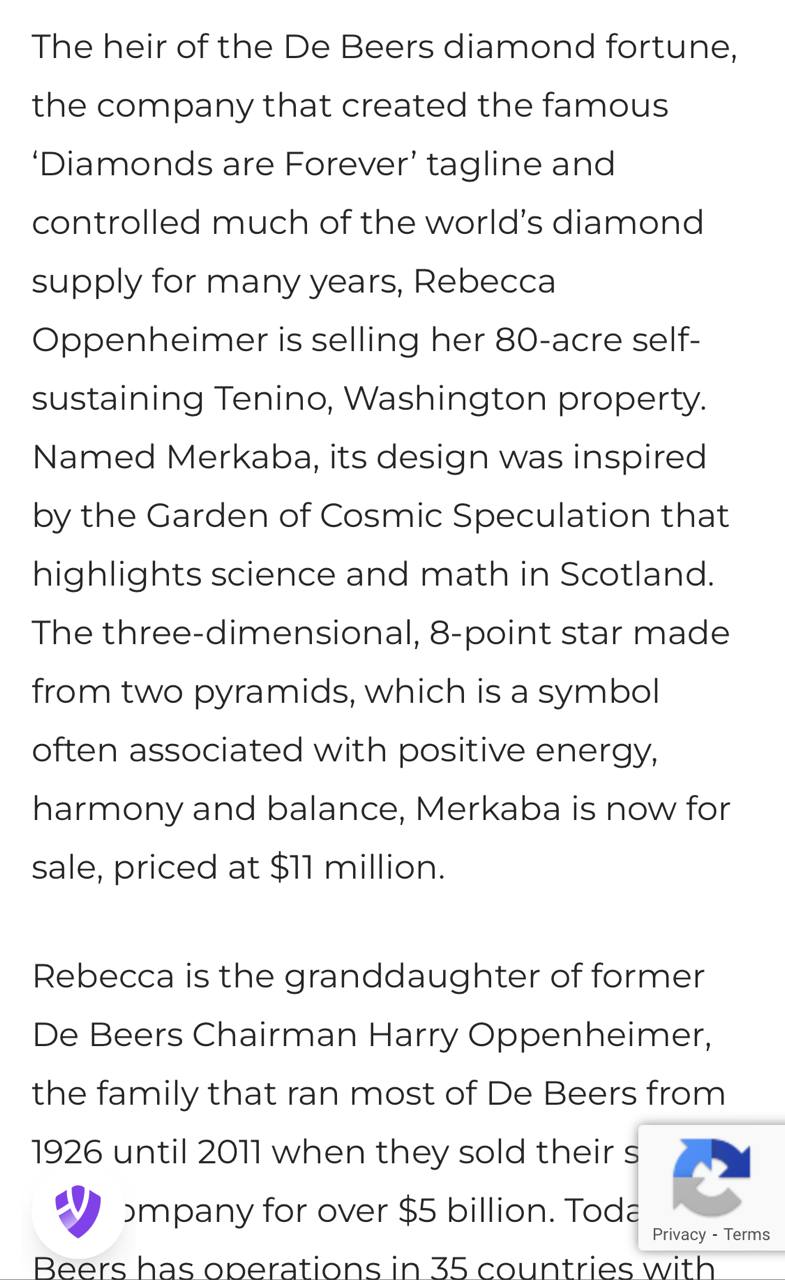 The heir of the De Beers diamond fortune,
the company that created the famous
‘Diamonds are Forever’ tagline and
controlled much of the world’s diamond
supply for many years, Rebecca
Oppenheimer is selling her 80-acre self-
sustaining Tenino, Washington property.
Named Merkaba, its design was inspired
by the Garden of Cosmic Speculation that
highlights science and math in Scotland.
The three-dimensional, 8-point star made
from two pyramids, which is a symbol
often associated with positive energy,
harmony and balance, Merkaba is now for
sale, priced at $11 million.
Rebecca is the granddaughter of former
De Beers Chairman Harry Oppenheimer,
the family that ran most of De Beers from
1926 until 2011 when they sold their
for over $5 billion.
Beers has operations in 35 countries with
Privacy - Terms